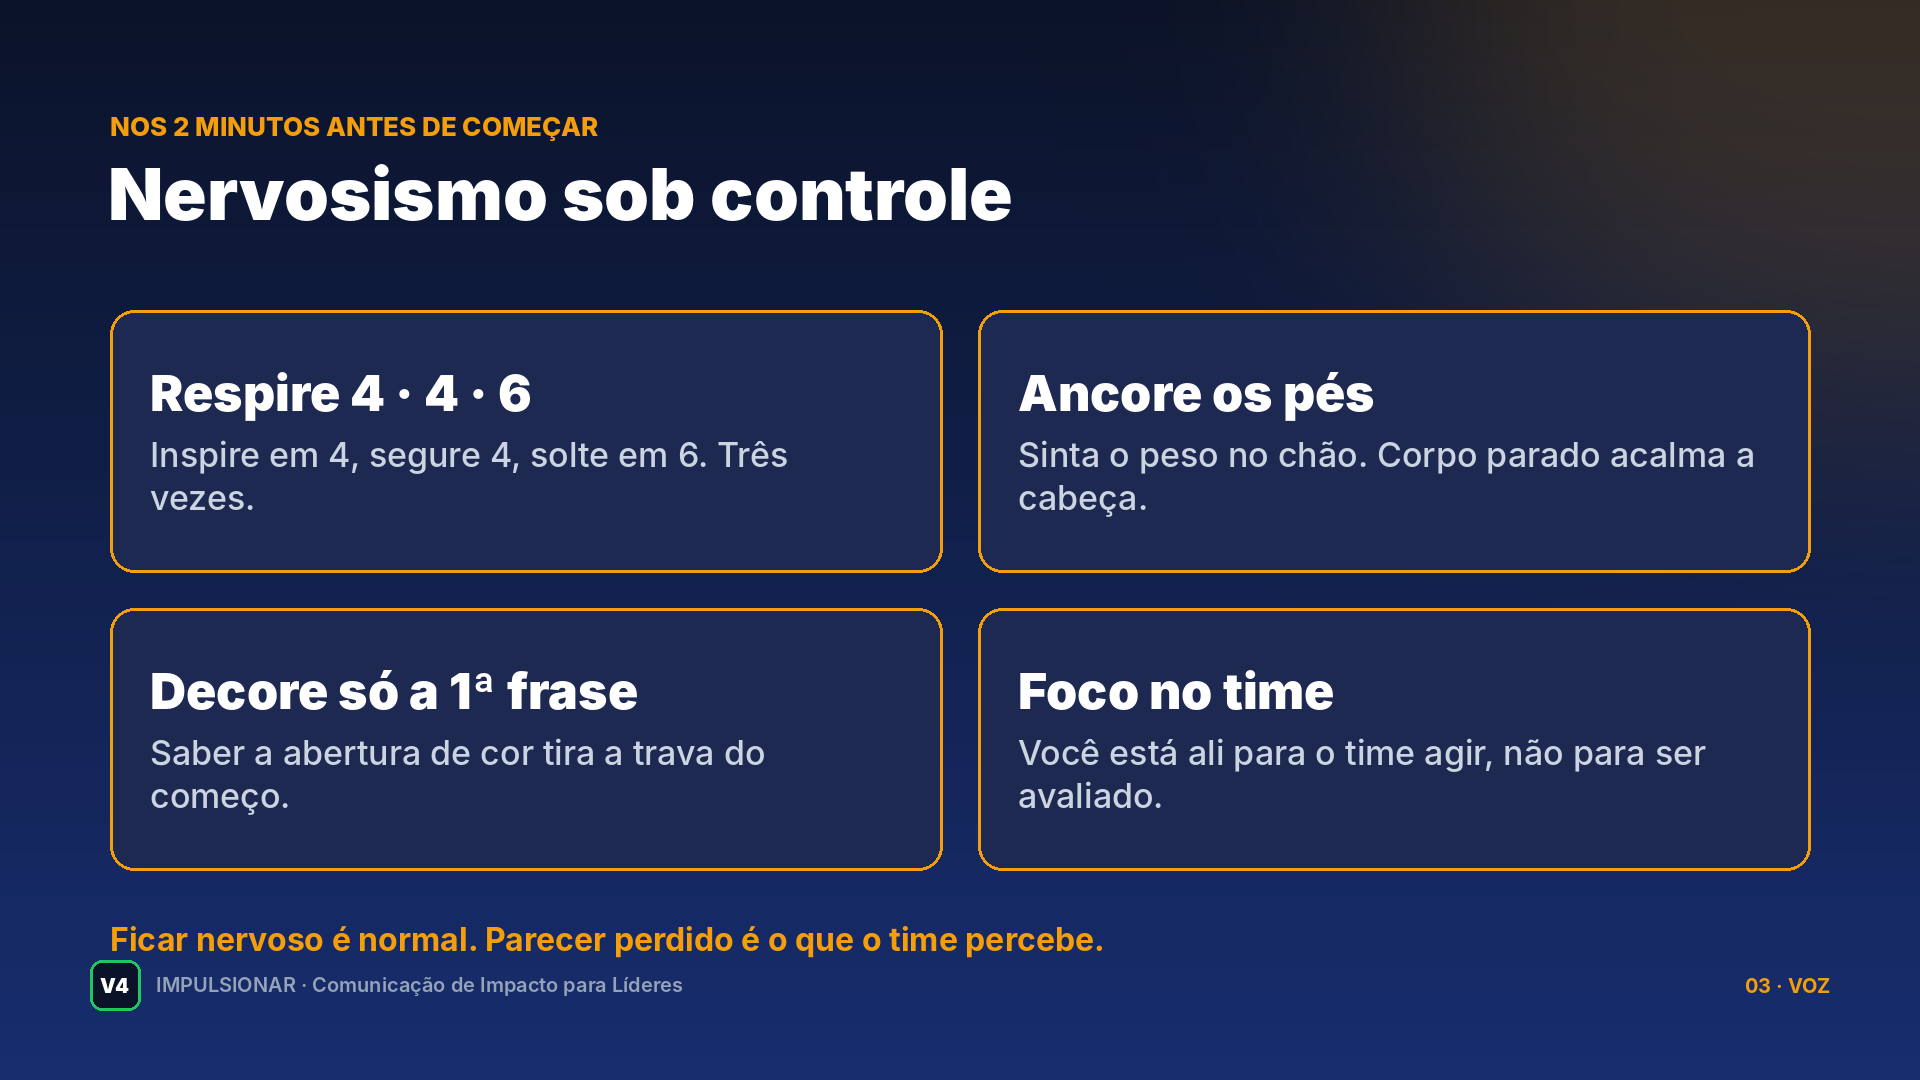 NOS 2 MINUTOS ANTES DE COMEÇAR
Nervosismo sob controle
Respire 4 · 4 · 6
Inspire em 4, segure 4, solte em 6. Três
vezes.
Ancore os pés
Sinta o peso no chão. Corpo parado acalma a
cabeça.
Decore só a 1ª frase
Saber a abertura de cor tira a trava do
começo.
Foco no time
Você está ali para o time agir, não para ser
avaliado.
Ficar nervoso é normal. Parecer perdido é o que o time percebe.
V4 IMPULSIONAR · Comunicação de Impacto para Líderes
03 · VOZ